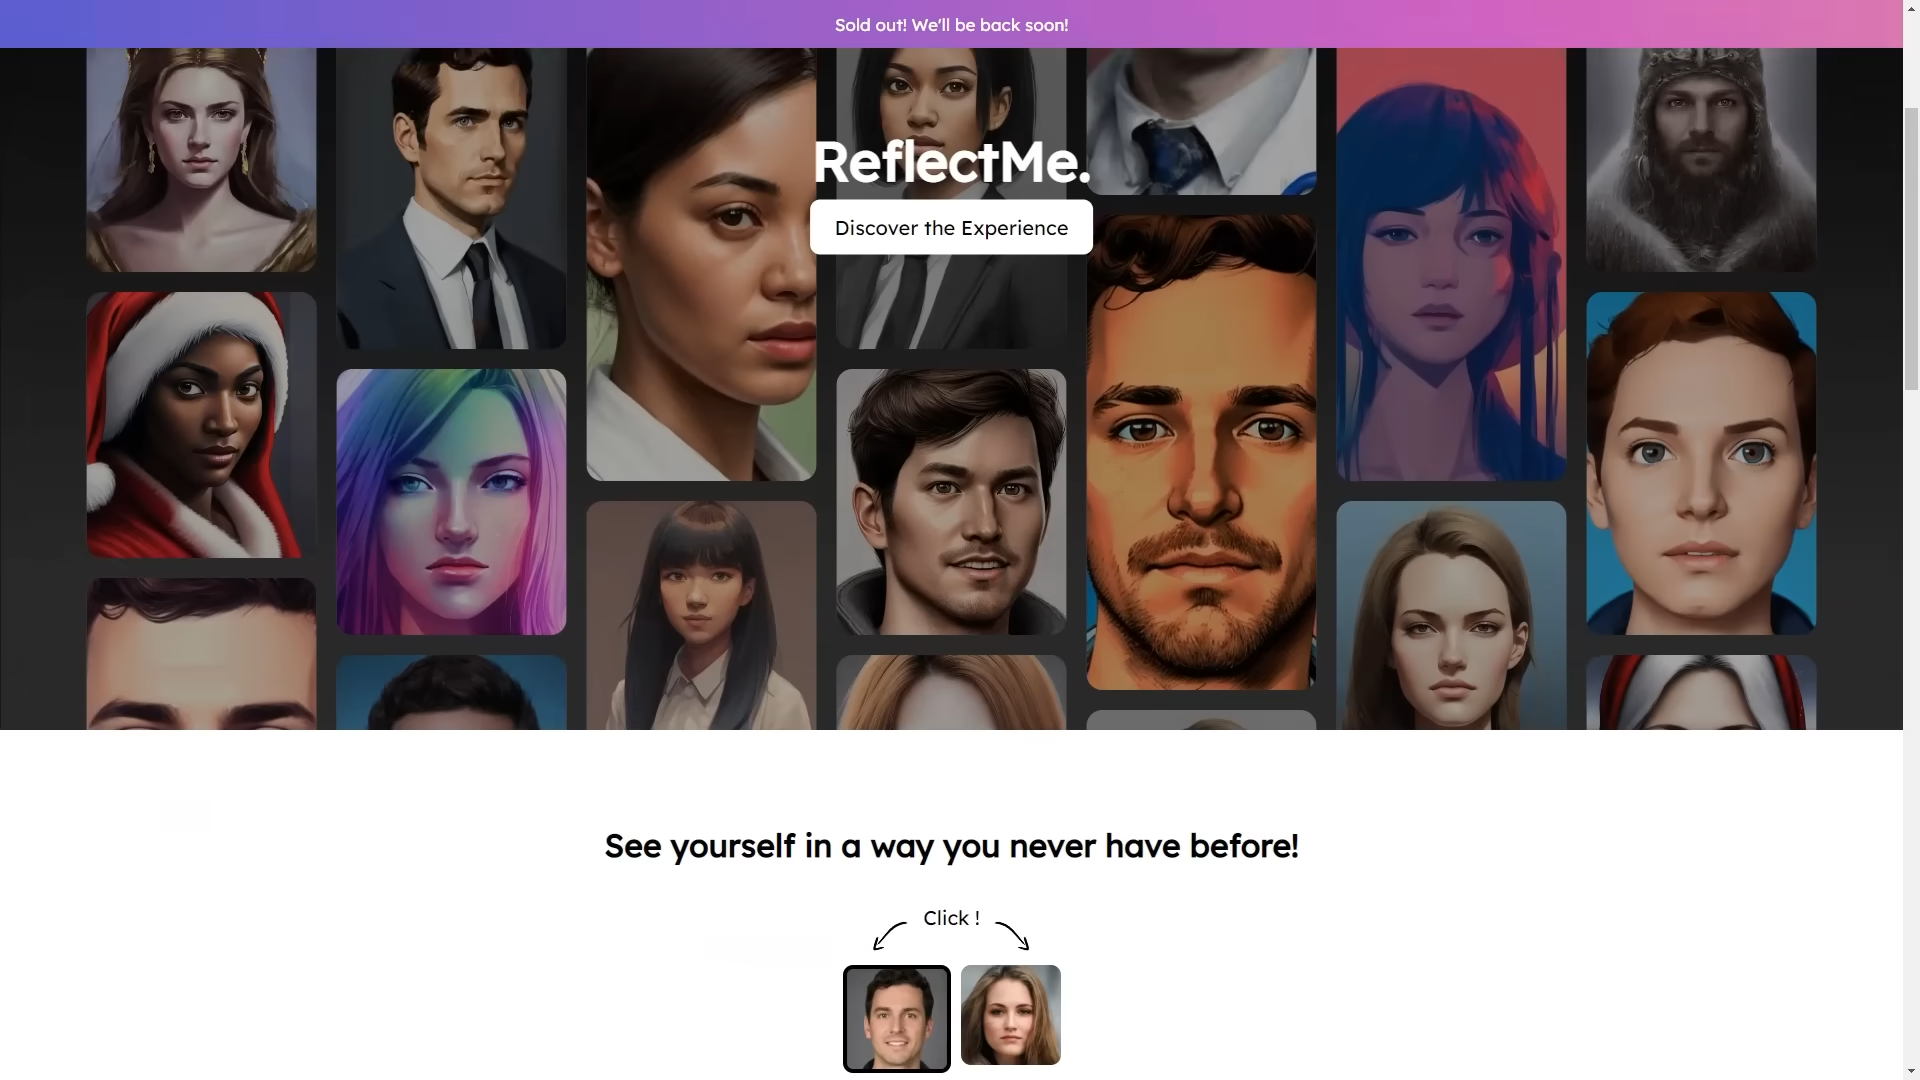 Sold out! We'll be back soon!
ReflectMe.
Discover the Experience
See yourself in a way you never have before!
Click !